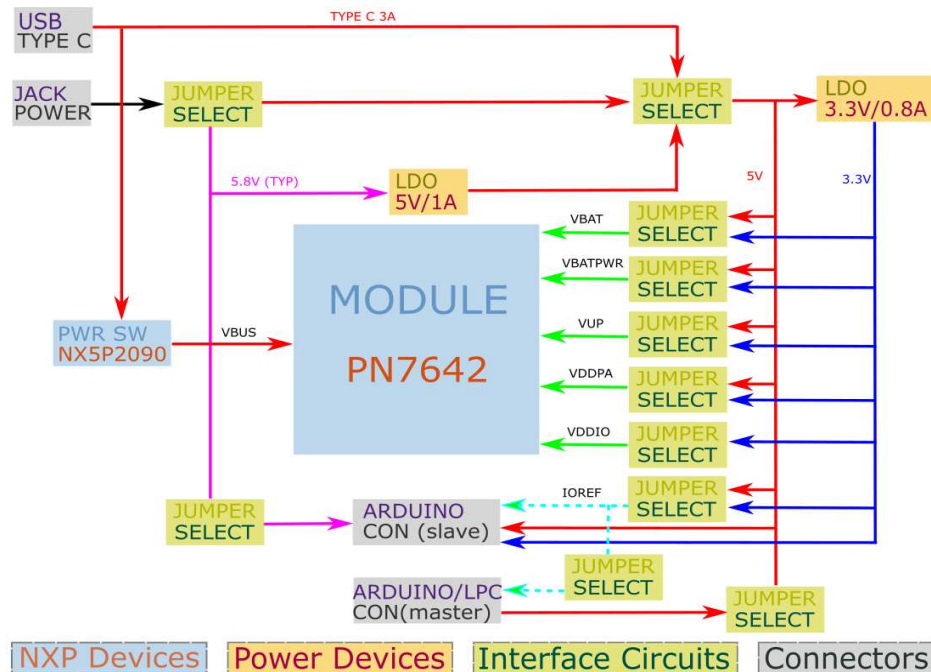 USB
TYPE C
TYPE C 3A
JACK
POWER
JUMPER
SELECT
JUMPER
SELECT
LDO
3.3V/0.8A
5.8V (TYP)
LDO
5V/1A
5V
3.3V
MODULE
PN7642
VBAT
JUMPER
SELECT
VBATPWR
JUMPER
SELECT
PWR SW
NX5P2090
VBUS
VUP
JUMPER
SELECT
VDDPA
JUMPER
SELECT
VDDIO
JUMPER
SELECT
JUMPER
SELECT
ARDUINO
CON (slave)
IOREF
JUMPER
SELECT
JUMPER
SELECT
ARDUINO/LPC
CON(master)
JUMPER
SELECT
NXP Devices
Power Devices
Interface Circuits
Connectors